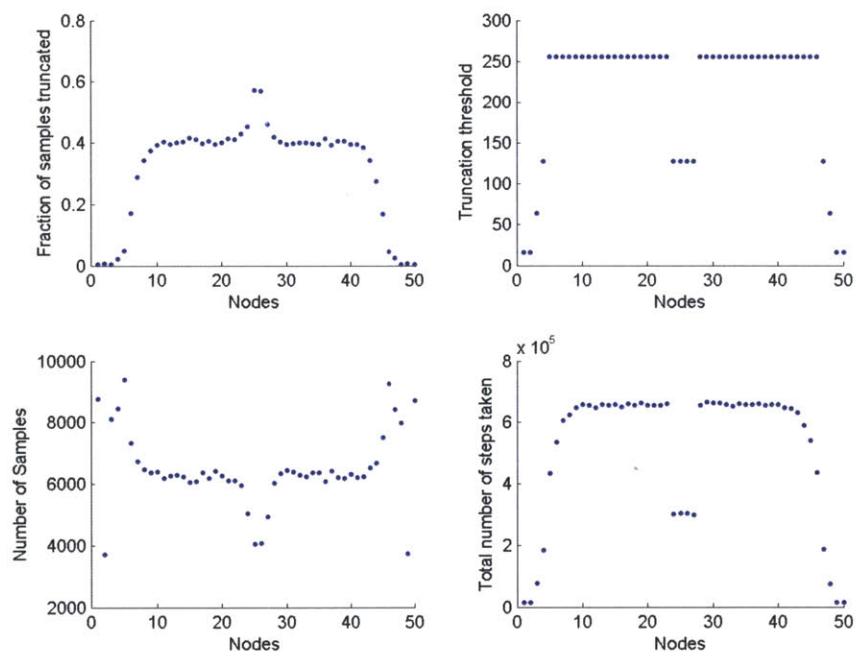 0.8
0.6
0.4
0.2
0
Fraction of samples truncated
0 10 20 30 40 50
Nodes
300
250
200
150
100
50
0
Truncation threshold
0 10 20 30 40 50
Nodes
10000
8000
6000
4000
2000
Number of Samples
0 10 20 30 40 50
Nodes
x 10^5
8
6
4
2
0
Total number of steps taken
0 10 20 30 40 50
Nodes